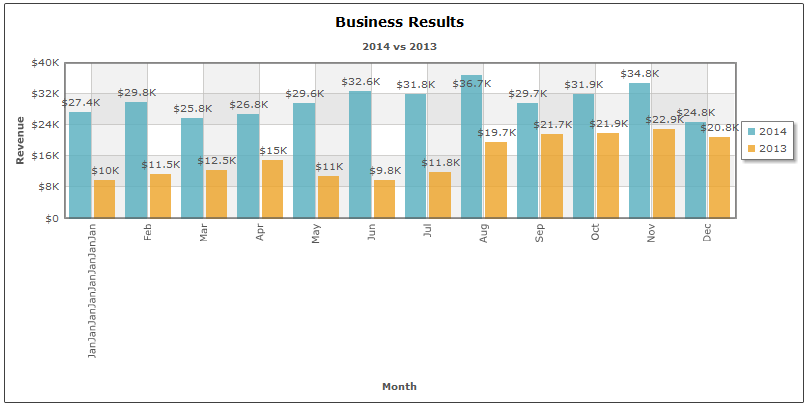 Business Results
2014 vs 2013
Revenue
$40K
$32K
$24K
$16K
$8K
$0
$27.4K
$29.8K
$25.8K
$26.8K
$29.6K
$32.6K
$31.8K
$36.7K
$29.7K
$31.9K
$34.8K
$24.8K
$10K
$11.5K
$12.5K
$15K
$11K
$9.8K
$11.8K
$19.7K
$21.7K
$21.9K
$22.9K
$20.8K
2014
2013
JanJanJanJanJanJanJanJan
Feb
Mar
Apr
May
Jun
Jul
Aug
Sep
Oct
Nov
Dec
Month